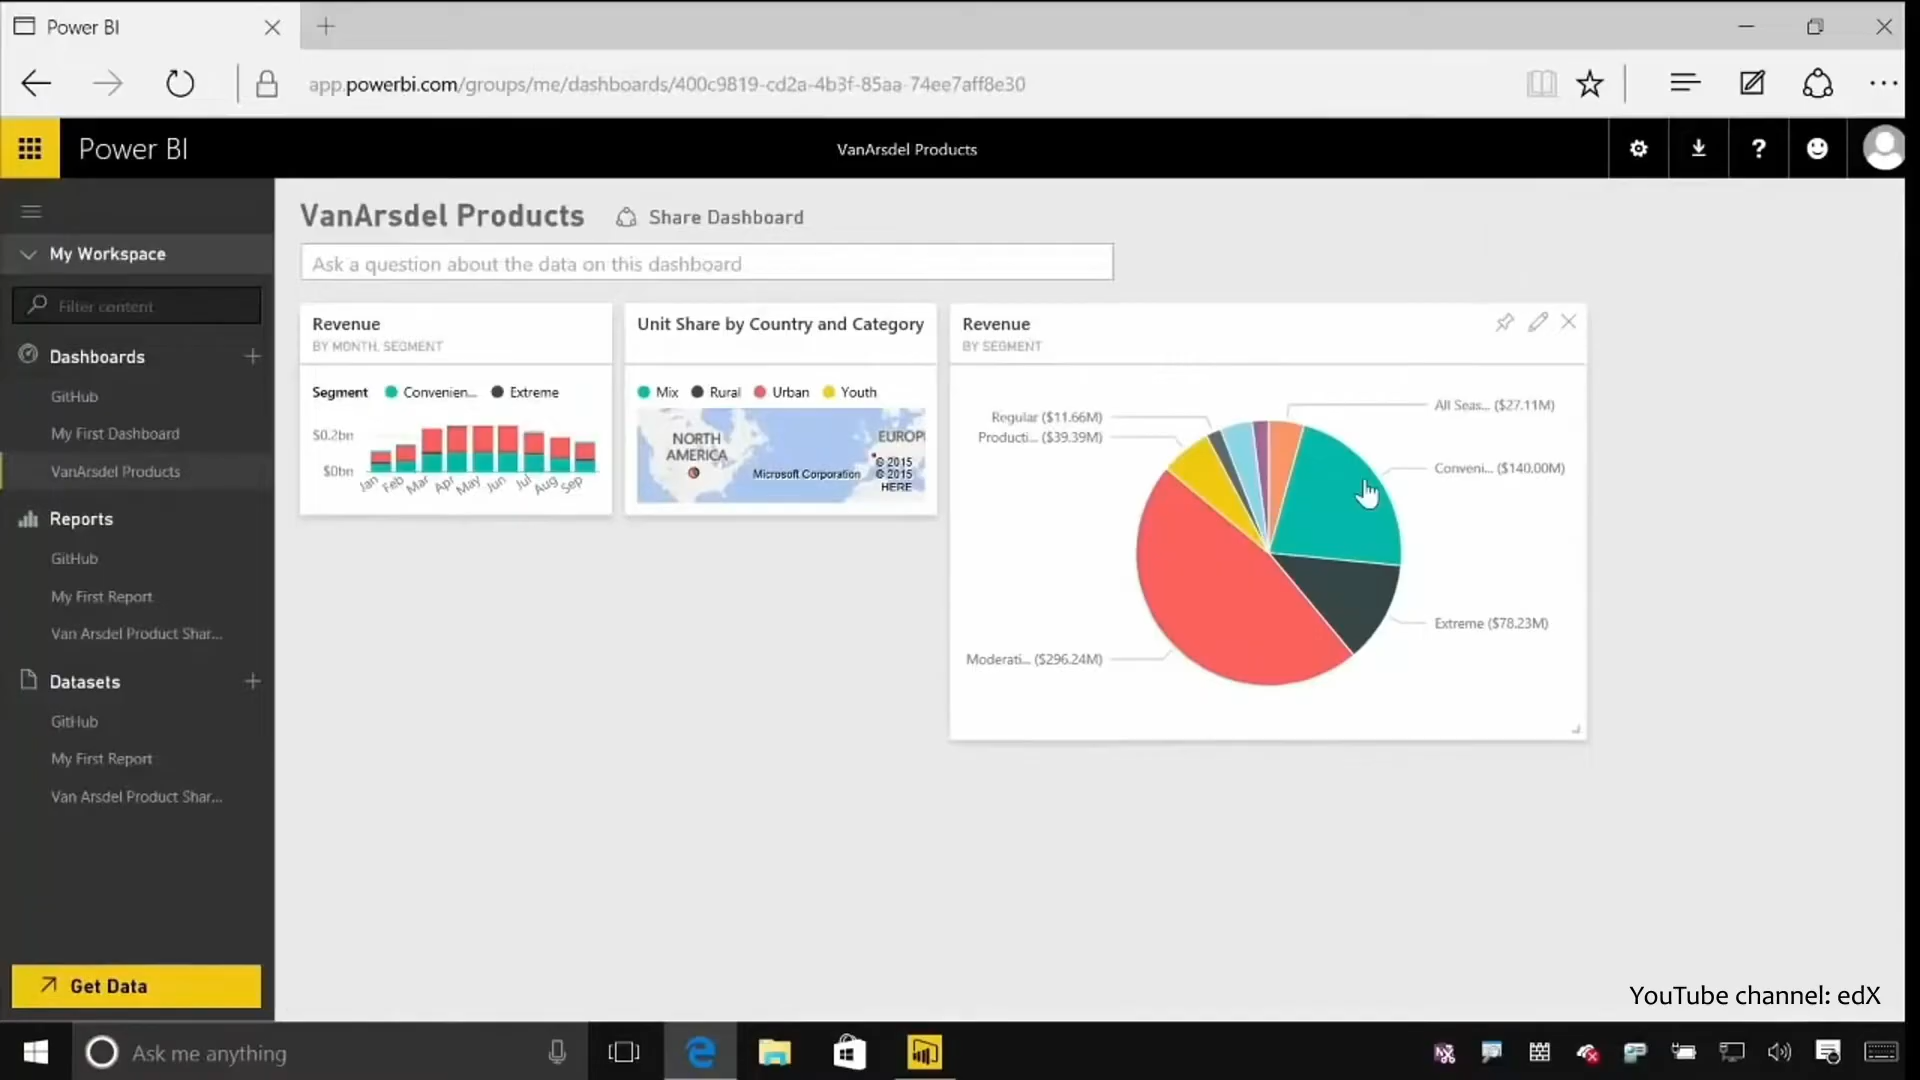 Power BI
app.powerbi.com/groups/me/dashboards/400c9819-cd2a-4b3f-85aa-74ee7aff8e30
Power BI
VanArsdel Products
?
My Workspace
Filter content
Dashboards
GitHub
My First Dashboard
VanArsdel Products
Reports
GitHub
My First Report
Van Arsdel Product Shar...
Datasets
GitHub
My First Report
Van Arsdel Product Shar...
Get Data
VanArsdel Products
Share Dashboard
Ask a question about the data on this dashboard
Revenue
BY MONTH, SEGMENT
Segment Convenien... Extreme
$0.2bn
$0bn
Jan Feb Mar Apr May Jun Jul Aug Sep
Unit Share by Country and Category
Mix Rural Urban Youth
NORTH AMERICA
EUROP
Microsoft Corporation
© 2015
© 2015
HERE
Revenue
BY SEGMENT
Regular ($11.66M)
Producti... ($39.39M)
Moderati... ($296.24M)
All Seas... ($27.11M)
Conveni... ($140.00M)
Extreme ($78.23M)
YouTube channel: edX
Ask me anything